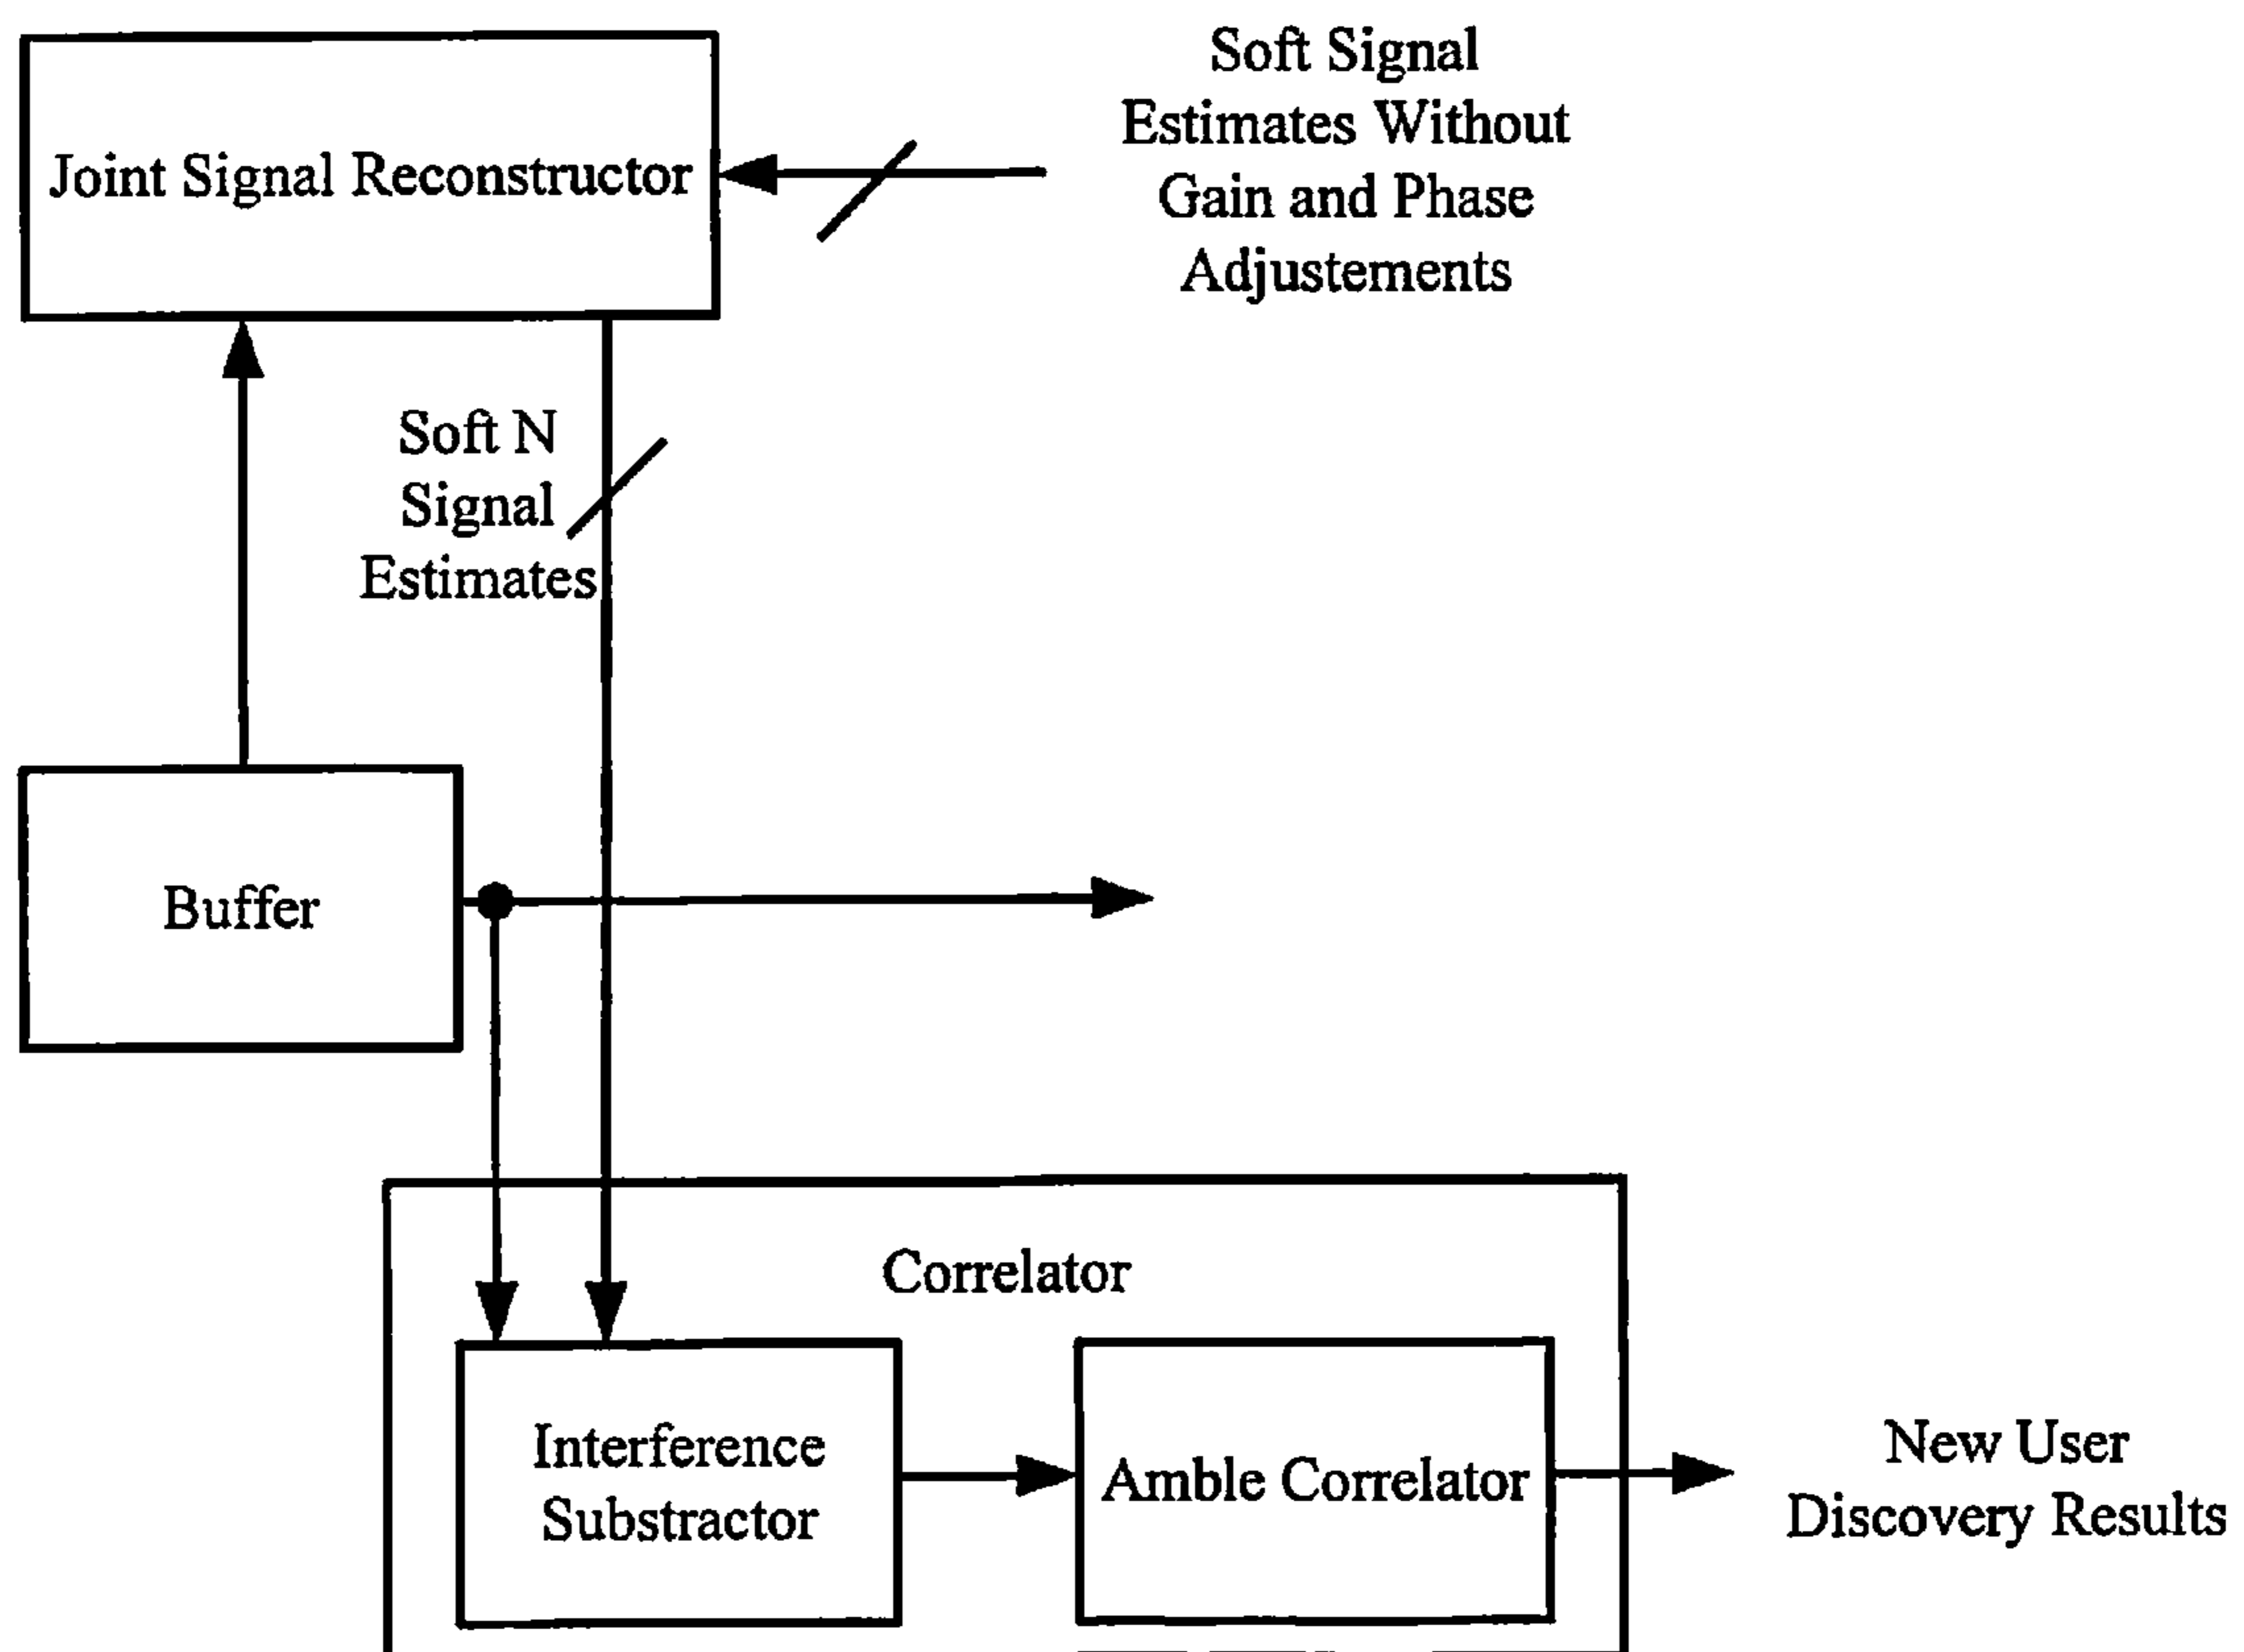 Joint Signal Reconstructor
Soft Signal
Estimates Without
Gain and Phase
Adjustements
Soft N
Signal
Estimates
Buffer
Correlator
Interference
Substractor
Amble Correlator
New User
Discovery Results